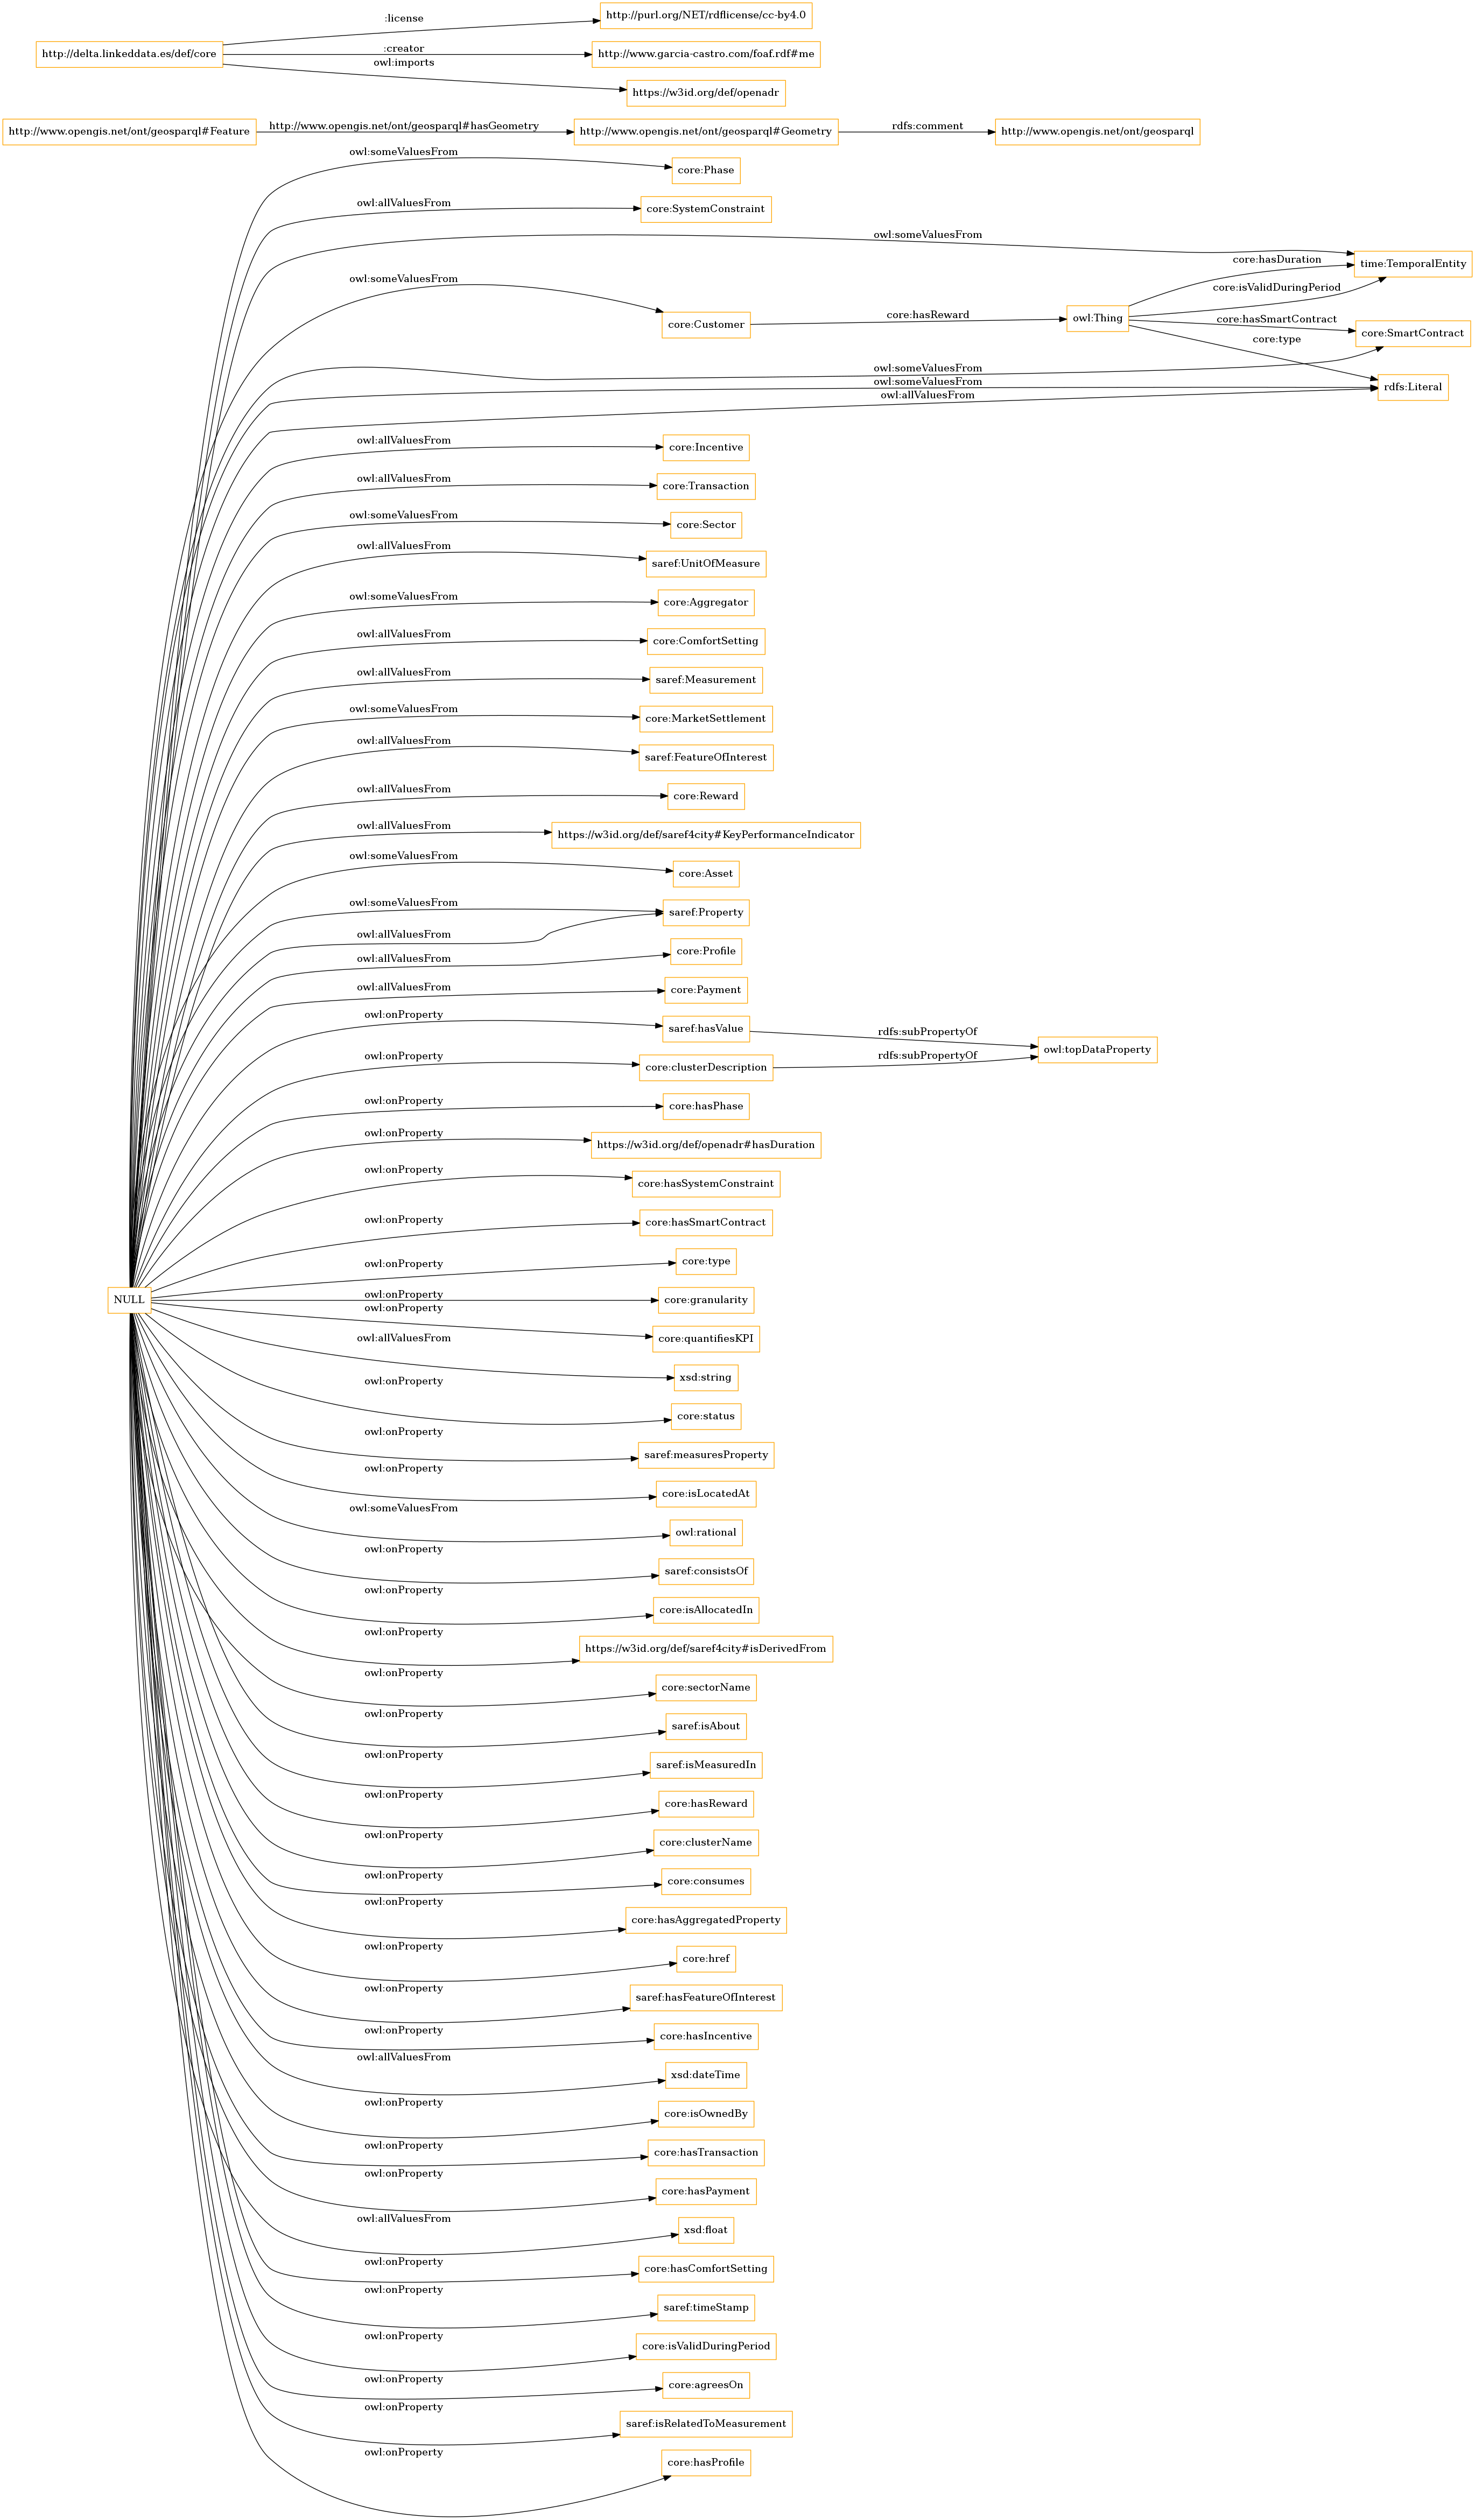 :license
http://purl.org/NET/rdflicense/cc-by4.0
http://delta.linkeddata.es/def/core
:creator
http://www.garcia-castro.com/foaf.rdf#me
owl:imports
https://w3id.org/def/openadr
http://www.opengis.net/ont/geosparql#Feature
http://www.opengis.net/ont/geosparql#hasGeometry
http://www.opengis.net/ont/geosparql#Geometry
rdfs:comment
http://www.opengis.net/ont/geosparql
owl:someValuesFrom
core:Phase
owl:allValuesFrom
core:SystemConstraint
owl:someValuesFrom
time:TemporalEntity
core:hasDuration
core:isValidDuringPeriod
owl:someValuesFrom
core:Customer
core:hasReward
owl:Thing
core:hasSmartContract
core:SmartContract
core:type
owl:someValuesFrom
owl:someValuesFrom
rdfs:Literal
owl:allValuesFrom
owl:allValuesFrom
core:Incentive
owl:allValuesFrom
core:Transaction
owl:someValuesFrom
core:Sector
owl:allValuesFrom
saref:UnitOfMeasure
owl:someValuesFrom
core:Aggregator
owl:allValuesFrom
core:ComfortSetting
owl:allValuesFrom
saref:Measurement
owl:someValuesFrom
core:MarketSettlement
owl:allValuesFrom
saref:FeatureOfInterest
owl:allValuesFrom
core:Reward
owl:allValuesFrom
https://w3id.org/def/saref4city#KeyPerformanceIndicator
owl:someValuesFrom
core:Asset
owl:someValuesFrom
saref:Property
owl:allValuesFrom
owl:allValuesFrom
core:Profile
owl:allValuesFrom
core:Payment
owl:onProperty
saref:hasValue
rdfs:subPropertyOf
owl:topDataProperty
owl:onProperty
core:clusterDescription
rdfs:subPropertyOf
owl:onProperty
core:hasPhase
owl:onProperty
https://w3id.org/def/openadr#hasDuration
owl:onProperty
core:hasSystemConstraint
owl:onProperty
core:hasSmartContract
owl:onProperty
core:type
NULL
owl:onProperty
core:granularity
owl:onProperty
core:quantifiesKPI
owl:allValuesFrom
xsd:string
owl:onProperty
core:status
owl:onProperty
saref:measuresProperty
owl:onProperty
core:isLocatedAt
owl:someValuesFrom
owl:rational
owl:onProperty
saref:consistsOf
owl:onProperty
core:isAllocatedIn
owl:onProperty
https://w3id.org/def/saref4city#isDerivedFrom
owl:onProperty
core:sectorName
owl:onProperty
saref:isAbout
owl:onProperty
saref:isMeasuredIn
owl:onProperty
core:hasReward
owl:onProperty
core:clusterName
owl:onProperty
core:consumes
owl:onProperty
core:hasAggregatedProperty
owl:onProperty
core:href
owl:onProperty
saref:hasFeatureOfInterest
owl:onProperty
core:hasIncentive
owl:allValuesFrom
xsd:dateTime
owl:onProperty
core:isOwnedBy
owl:onProperty
core:hasTransaction
owl:onProperty
core:hasPayment
owl:allValuesFrom
xsd:float
owl:onProperty
core:hasComfortSetting
owl:onProperty
saref:timeStamp
owl:onProperty
core:isValidDuringPeriod
owl:onProperty
core:agreesOn
owl:onProperty
saref:isRelatedToMeasurement
owl:onProperty
core:hasProfile